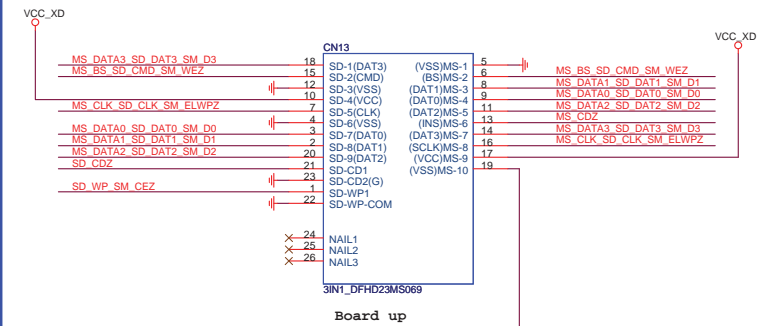 VCC_XD
VCC_XD
CN13
MS_DATA3_SD_DAT3_SM_D3 18 SD-1(DAT3)
MS_BS_SD_CMD_SM_WEZ 15 SD-2(CMD)
12 SD-3(VSS)
10 SD-4(VCC)
MS_CLK_SD_CLK_SM_ELWPZ 7 SD-5(CLK)
4 SD-6(VSS)
MS_DATA0_SD_DAT0_SM_D0 3 SD-7(DAT0)
MS_DATA1_SD_DAT1_SM_D1 2 SD-8(DAT1)
MS_DATA2_SD_DAT2_SM_D2 20 SD-9(DAT2)
SD_CDZ 21 SD-CD1
23 SD-CD2(G)
SD_WP_SM_CEZ 1 SD-WP1
22 SD-WP-COM
24 NAIL1
25 NAIL2
26 NAIL3
(VSS)MS-1 5
(BS)MS-2 6 MS_BS_SD_CMD_SM_WEZ
(DAT1)MS-3 8 MS_DATA1_SD_DAT1_SM_D1
(DAT0)MS-4 9 MS_DATA0_SD_DAT0_SM_D0
(DAT2)MS-5 11 MS_DATA2_SD_DAT2_SM_D2
(INS)MS-6 13 MS_CDZ
(DAT3)MS-7 14 MS_DATA3_SD_DAT3_SM_D3
(SCLK)MS-8 16 MS_CLK_SD_CLK_SM_ELWPZ
(VCC)MS-9 17
(VSS)MS-10 19
3IN1_DFHD23MS069
Board up